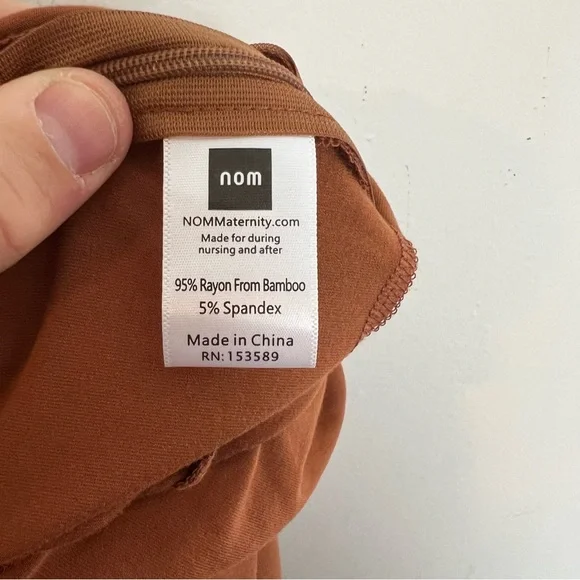 nom
NOMMaternity.com
Made for during
nursing and after
95% Rayon From Bamboo
5% Spandex
Made in China
RN: 153589